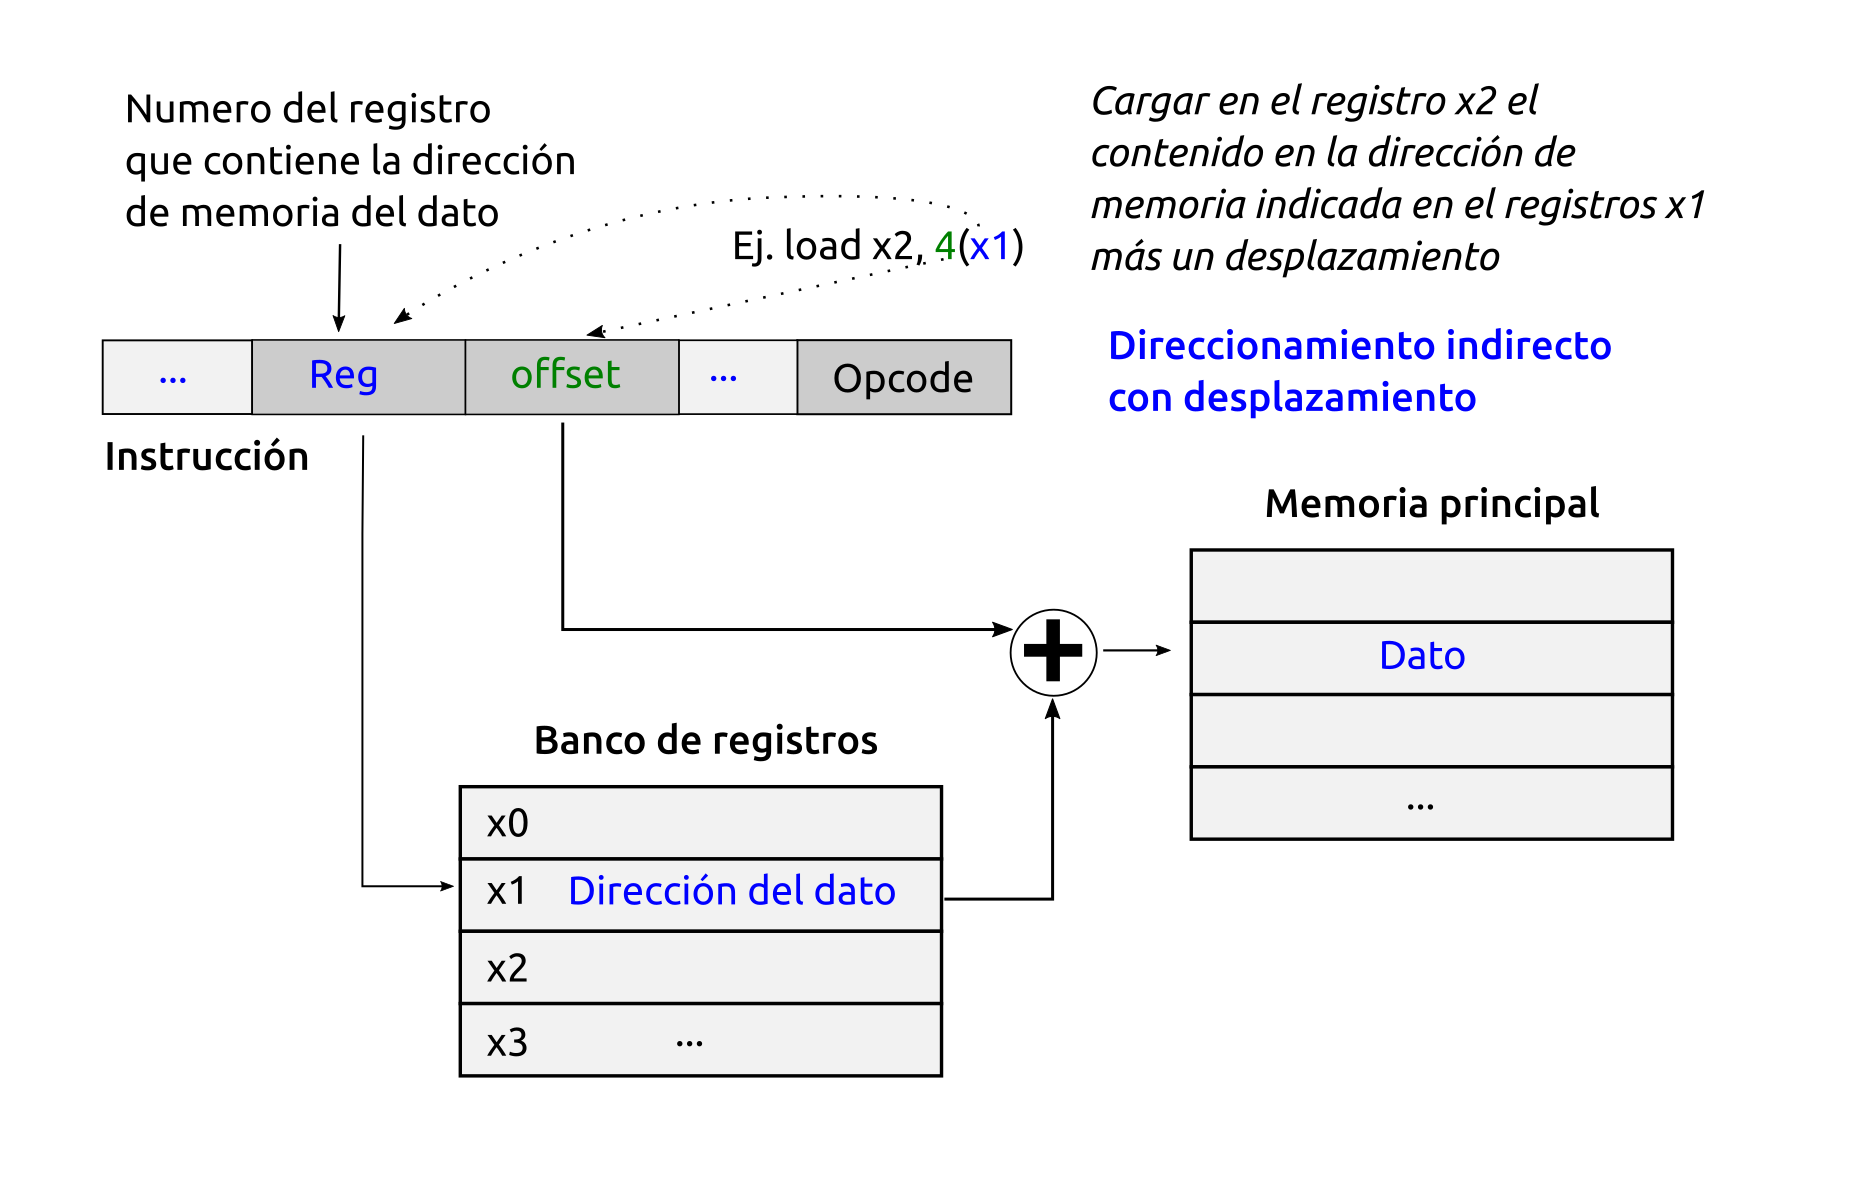 Numero del registro
que contiene la dirección
de memoria del dato
Ej. load x2, 4(x1)
Cargar en el registro x2 el
contenido en la dirección de
memoria indicada en el registros x1
más un desplazamiento
Direccionamiento indirecto
con desplazamiento
... Reg offset ... Opcode
Instrucción
Memoria principal
Dato
...
Banco de registros
x0
x1 Dirección del dato
x2
x3 ...